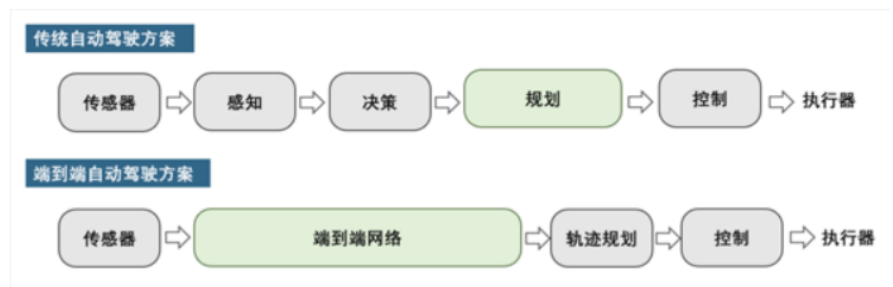 传统自动驾驶方案
传感器 感知 决策 规划 控制 执行器
端到端自动驾驶方案
传感器 端到端网络 轨迹规划 控制 执行器